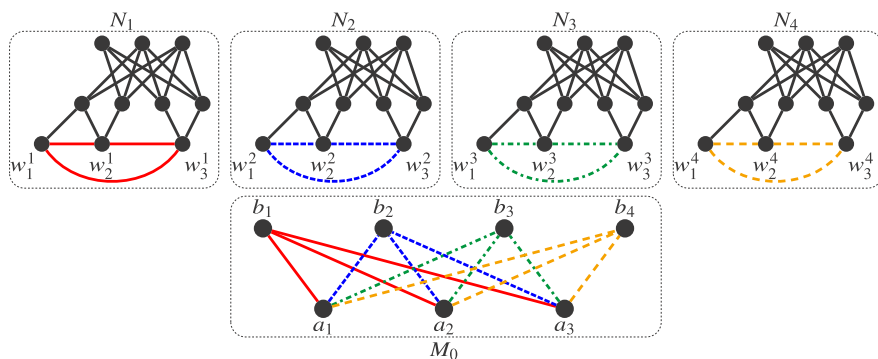 N₁ N₂ N₃ N₄
w₁¹ w₂¹ w₃¹ w₁² w₂² w₃² w₁³ w₂³ w₃³ w₁⁴ w₂⁴ w₃⁴
b₁ b₂ b₃ b₄
a₁ a₂ a₃
M₀